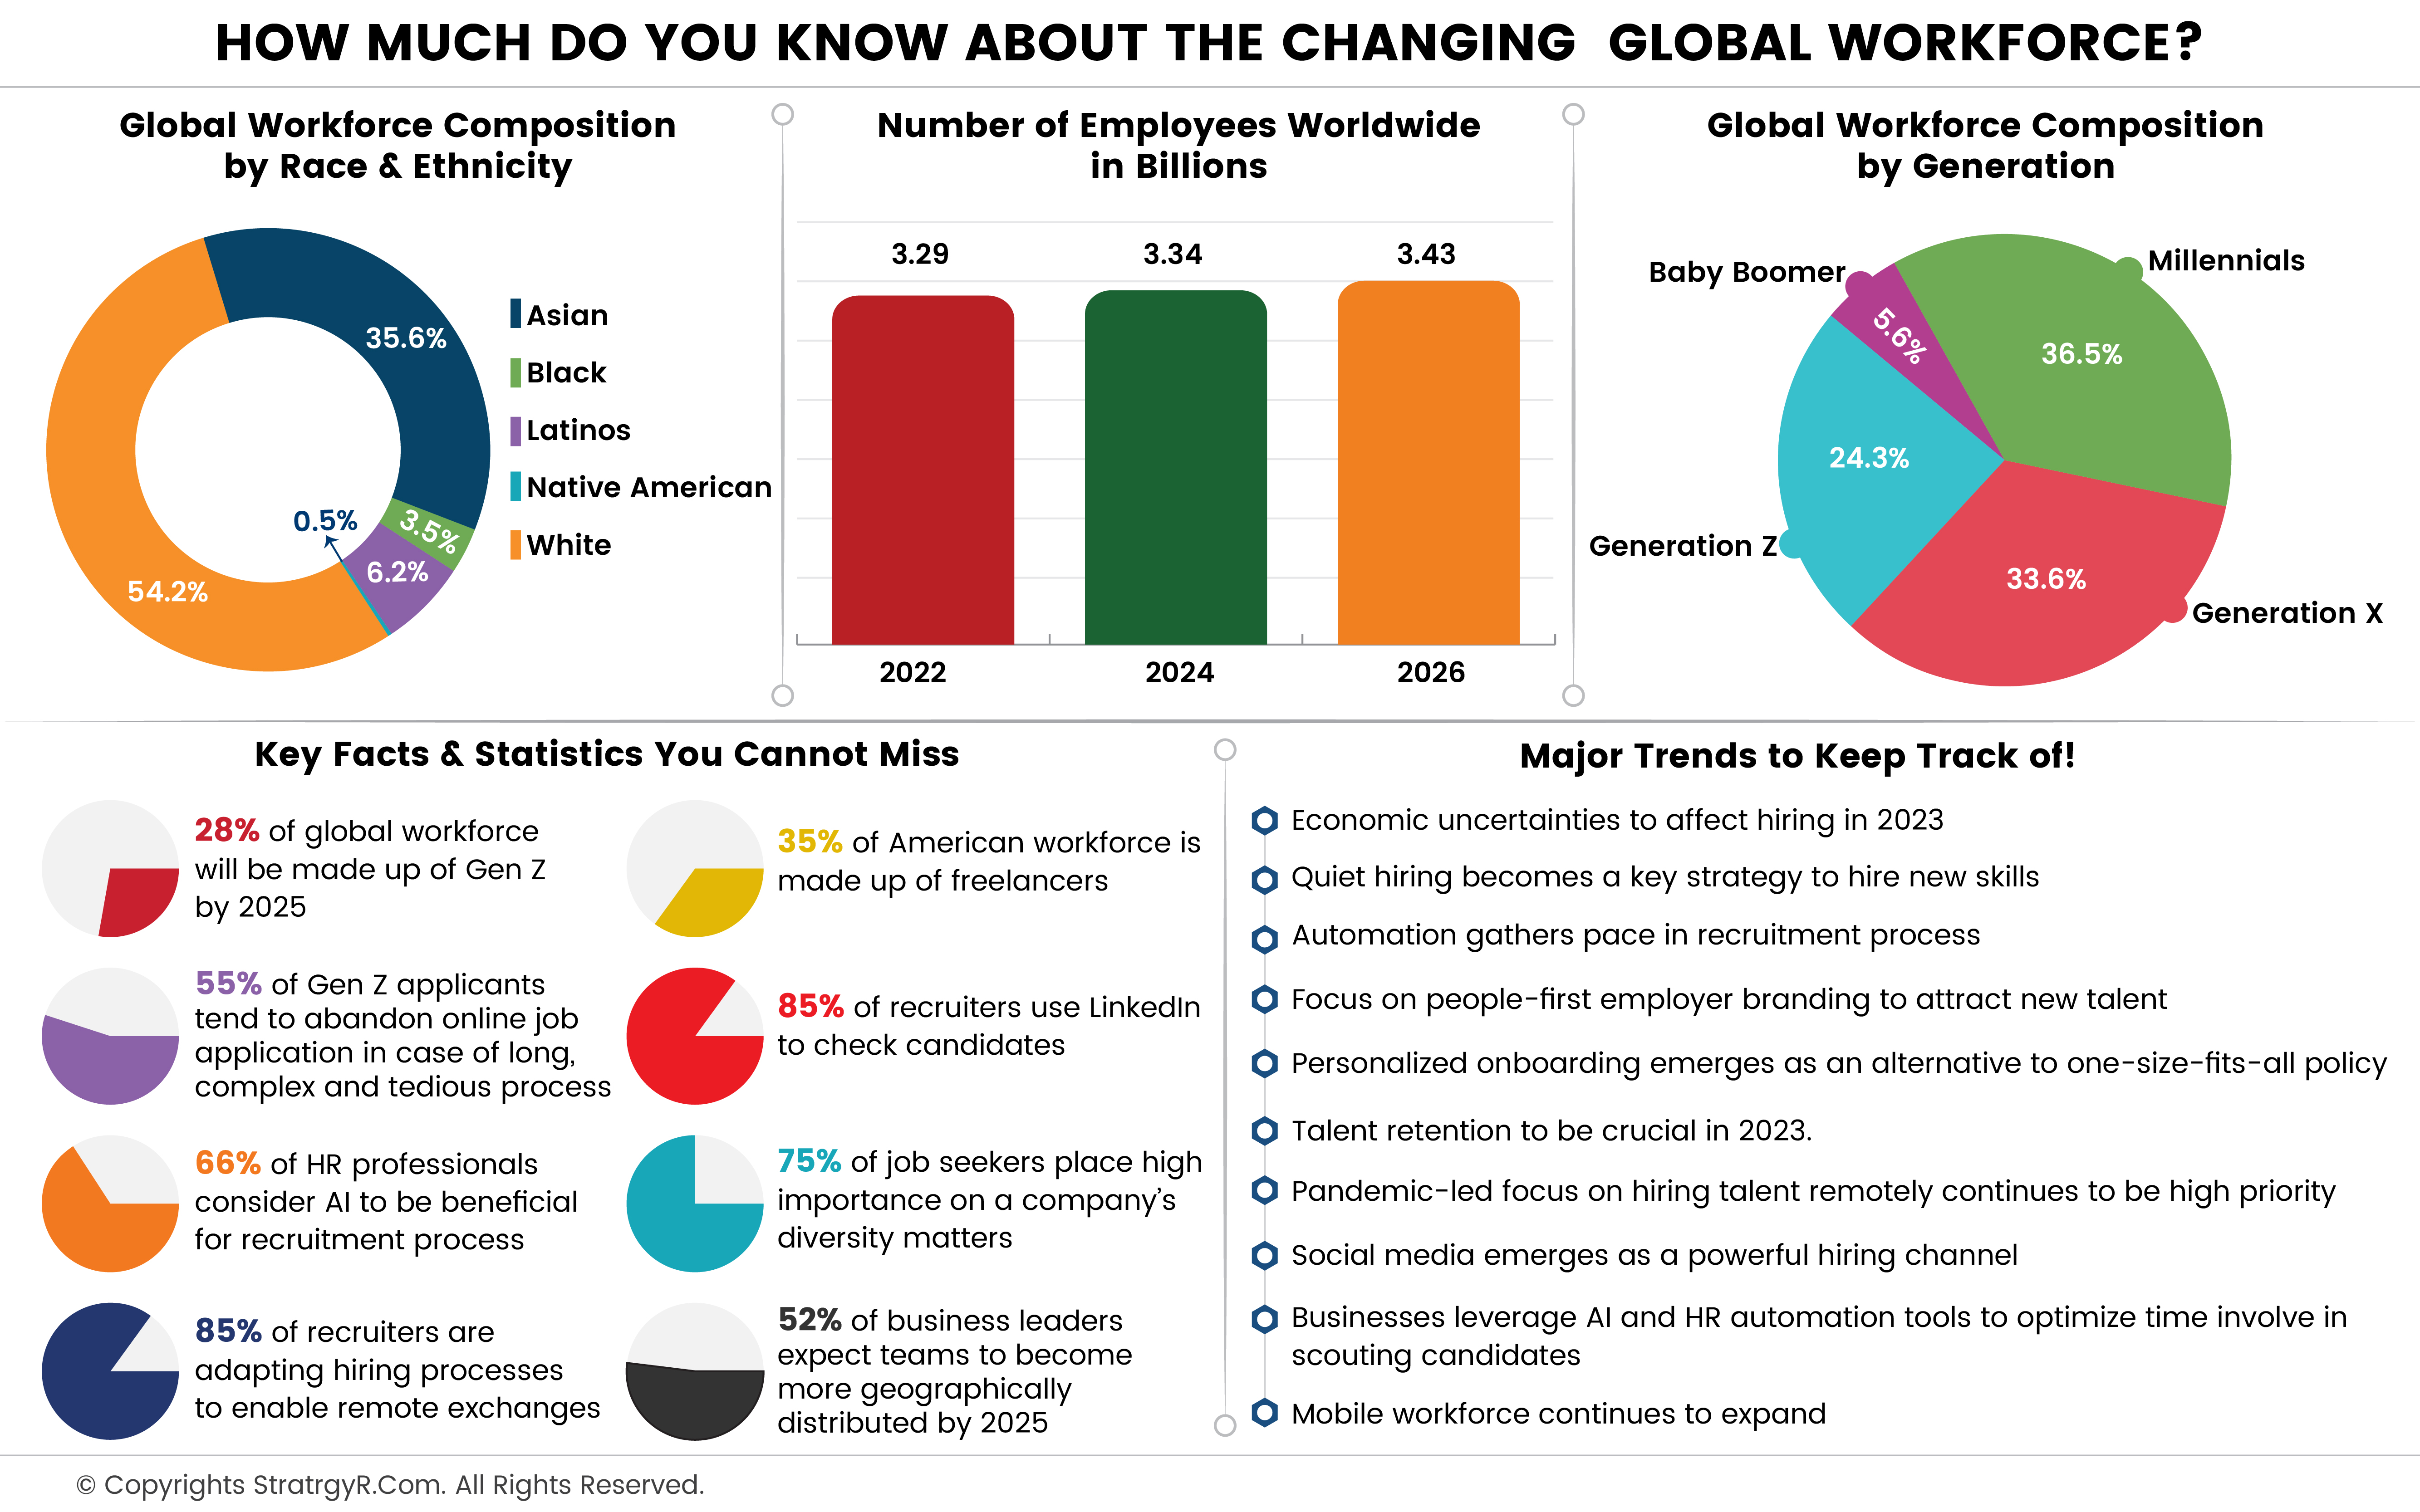 HOW MUCH DO YOU KNOW ABOUT THE CHANGING GLOBAL WORKFORCE?
Global Workforce Composition
by Race & Ethnicity
35.6%
3.5%
6.2%
0.5%
54.2%
Asian
Black
Latinos
Native American
White
Number of Employees Worldwide
in Billions
3.29
3.34
3.43
2022
2024
2026
Global Workforce Composition
by Generation
Baby Boomer
Millennials
5.6%
36.5%
24.3%
Generation Z
33.6%
Generation X
Key Facts & Statistics You Cannot Miss
28% of global workforce
will be made up of Gen Z
by 2025
55% of Gen Z applicants
tend to abandon online job
application in case of long,
complex and tedious process
66% of HR professionals
consider AI to be beneficial
for recruitment process
85% of recruiters are
adapting hiring processes
to enable remote exchanges
35% of American workforce is
made up of freelancers
85% of recruiters use LinkedIn
to check candidates
75% of job seekers place high
importance on a company's
diversity matters
52% of business leaders
expect teams to become
more geographically
distributed by 2025
Major Trends to Keep Track of!
Economic uncertainties to affect hiring in 2023
Quiet hiring becomes a key strategy to hire new skills
Automation gathers pace in recruitment process
Focus on people-first employer branding to attract new talent
Personalized onboarding emerges as an alternative to one-size-fits-all policy
Talent retention to be crucial in 2023.
Pandemic-led focus on hiring talent remotely continues to be high priority
Social media emerges as a powerful hiring channel
Businesses leverage AI and HR automation tools to optimize time involve in
scouting candidates
Mobile workforce continues to expand
© Copyrights StratrgyR.Com. All Rights Reserved.